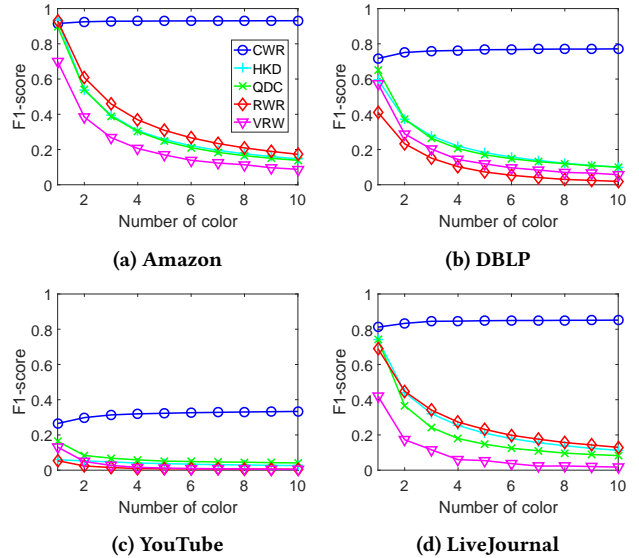 1
0.8
0.6
0.4
0.2
0
F1-score
2 4 6 8 10
Number of color
CWR
HKD
QDC
RWR
VRW
(a) Amazon
1
0.8
0.6
0.4
0.2
0
F1-score
2 4 6 8 10
Number of color
(b) DBLP
1
0.8
0.6
0.4
0.2
0
F1-score
2 4 6 8 10
Number of color
(c) YouTube
1
0.8
0.6
0.4
0.2
0
F1-score
2 4 6 8 10
Number of color
(d) LiveJournal